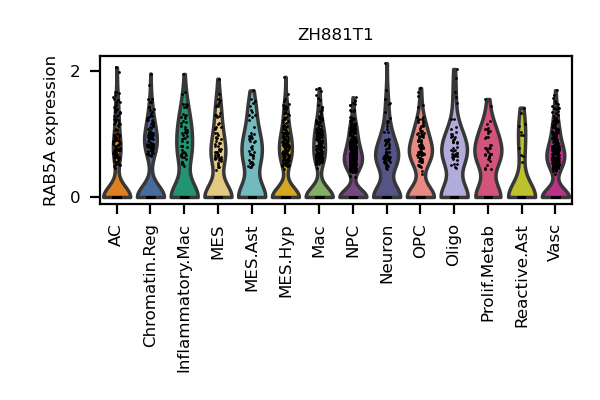 ZH881T1
RAB5A expression
2
0
AC
Chromatin.Reg
Inflammatory.Mac
MES
MES.Ast
MES.Hyp
Mac
NPC
Neuron
OPC
Oligo
Prolif.Metab
Reactive.Ast
Vasc